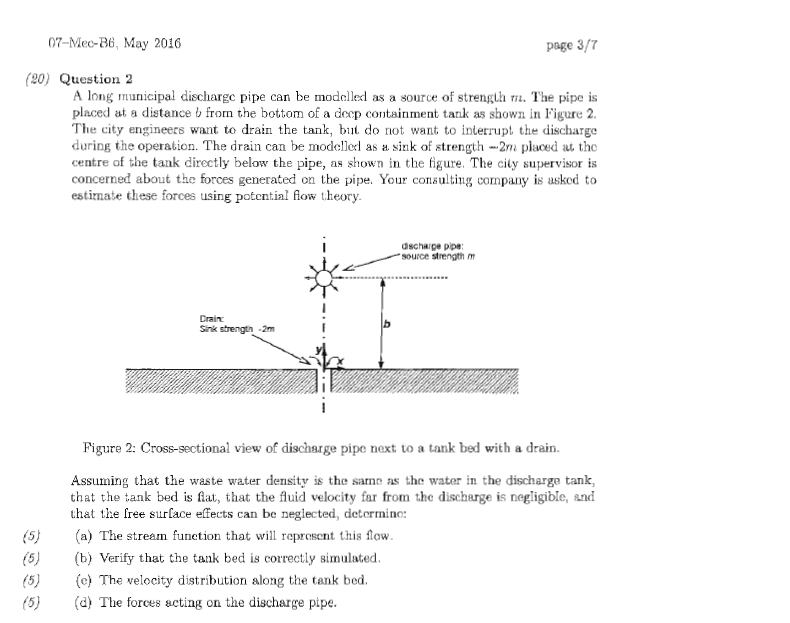 07-Mec-B6, May 2016
page 3/7
(20) Question 2
A long municipal discharge pipe can be modelled as a source of strength m. The pipe is
placed at a distance b from the bottom of a deep containment tank as shown in Figure 2.
The city engineers want to drain the tank, but do not want to interrupt the discharge
during the operation. The drain can be modelled as a sink of strength −2m placed at the
centre of the tank directly below the pipe, as shown in the figure. The city supervisor is
concerned about the forces generated on the pipe. Your consulting company is asked to
estimate these forces using potential flow theory.
discharge pipe:
source strength m
Drain:
Sink strength -2m
b
y
x
Figure 2: Cross-sectional view of discharge pipe next to a tank bed with a drain.
Assuming that the waste water density is the same as the water in the discharge tank,
that the tank bed is flat, that the fluid velocity far from the discharge is negligible, and
that the free surface effects can be neglected, determine:
(5) (a) The stream function that will represent this flow.
(5) (b) Verify that the tank bed is correctly simulated.
(5) (c) The velocity distribution along the tank bed.
(5) (d) The forces acting on the discharge pipe.